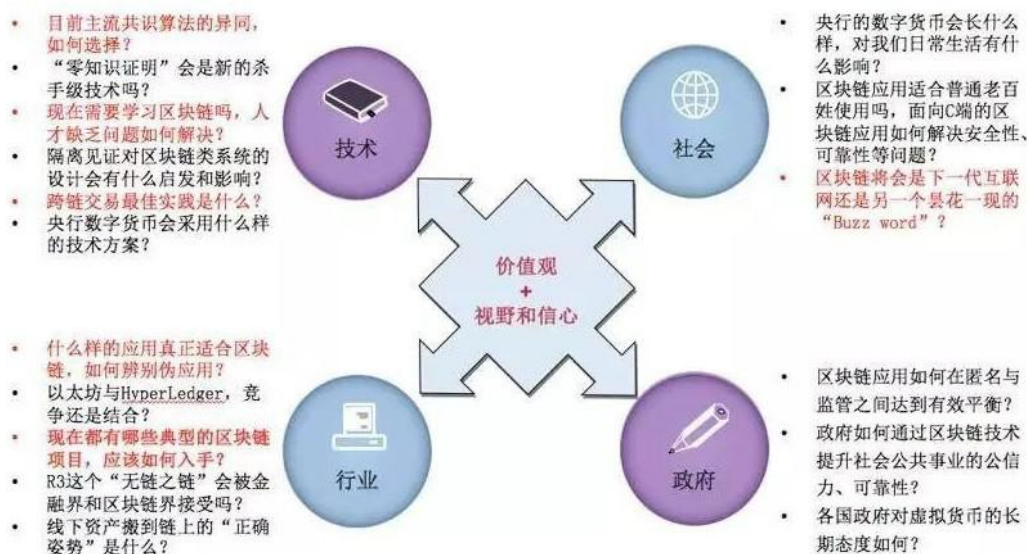 • 目前主流共识算法的异同，
如何选择？
• “零知识证明”会是新的杀
手级技术吗？
• 现在需要学习区块链吗，人
才缺乏问题如何解决？
• 隔离见证对区块链类系统的
设计会有什么启发和影响？
• 跨链交易最佳实践是什么？
• 央行数字货币会采用什么样
的技术方案？
技术
社会
• 央行的数字货币会长什么
样，对我们日常生活有什
么影响？
• 区块链应用适合普通老百
姓使用吗，面向C端的区
块链应用如何解决安全性、
可靠性等问题？
• 区块链将会是下一代互联
网还是另一个昙花一现的
“Buzz word”？
价值观
+
视野和信心
• 什么样的应用真正适合区块
链，如何辨别伪应用？
• 以太坊与HyperLedger，竞
争还是结合？
• 现在都有哪些典型的区块链
项目，应该如何入手？
• R3这个“无链之链”会被金
融界和区块链界接受吗？
• 线下资产搬到链上的“正确
姿势”是什么？
行业
政府
• 区块链应用如何在匿名与
监管之间达到有效平衡？
• 政府如何通过区块链技术
提升社会公共事业的公信
力、可靠性？
• 各国政府对虚拟货币的长
期态度如何？